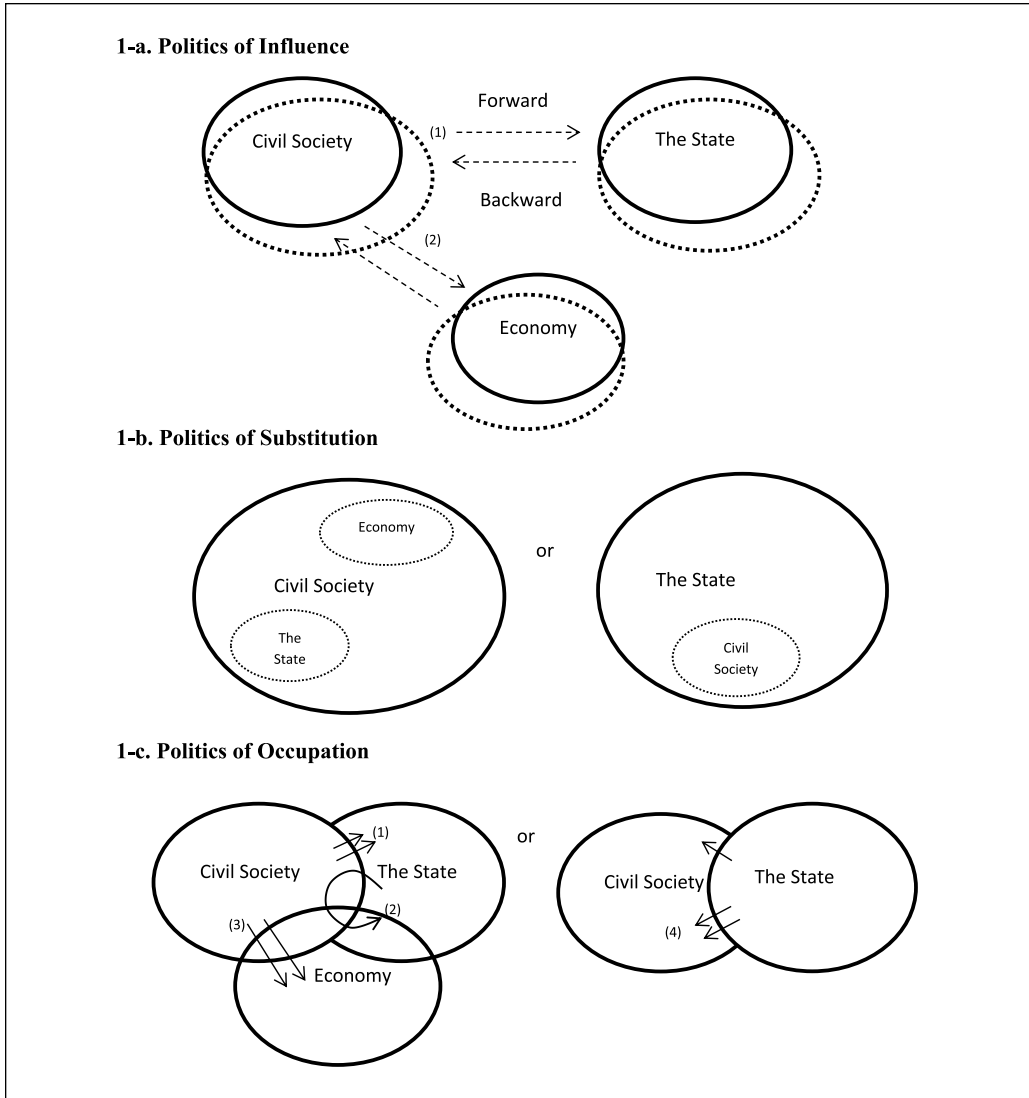 1-a. Politics of Influence
Forward
Civil Society
(1)
The State
Backward
(2)
Economy
1-b. Politics of Substitution
Economy
or
Civil Society
The State
The
State
Civil
Society
1-c. Politics of Occupation
(1)
or
Civil Society
The State
Civil Society
The State
(2)
(3)
(4)
Economy